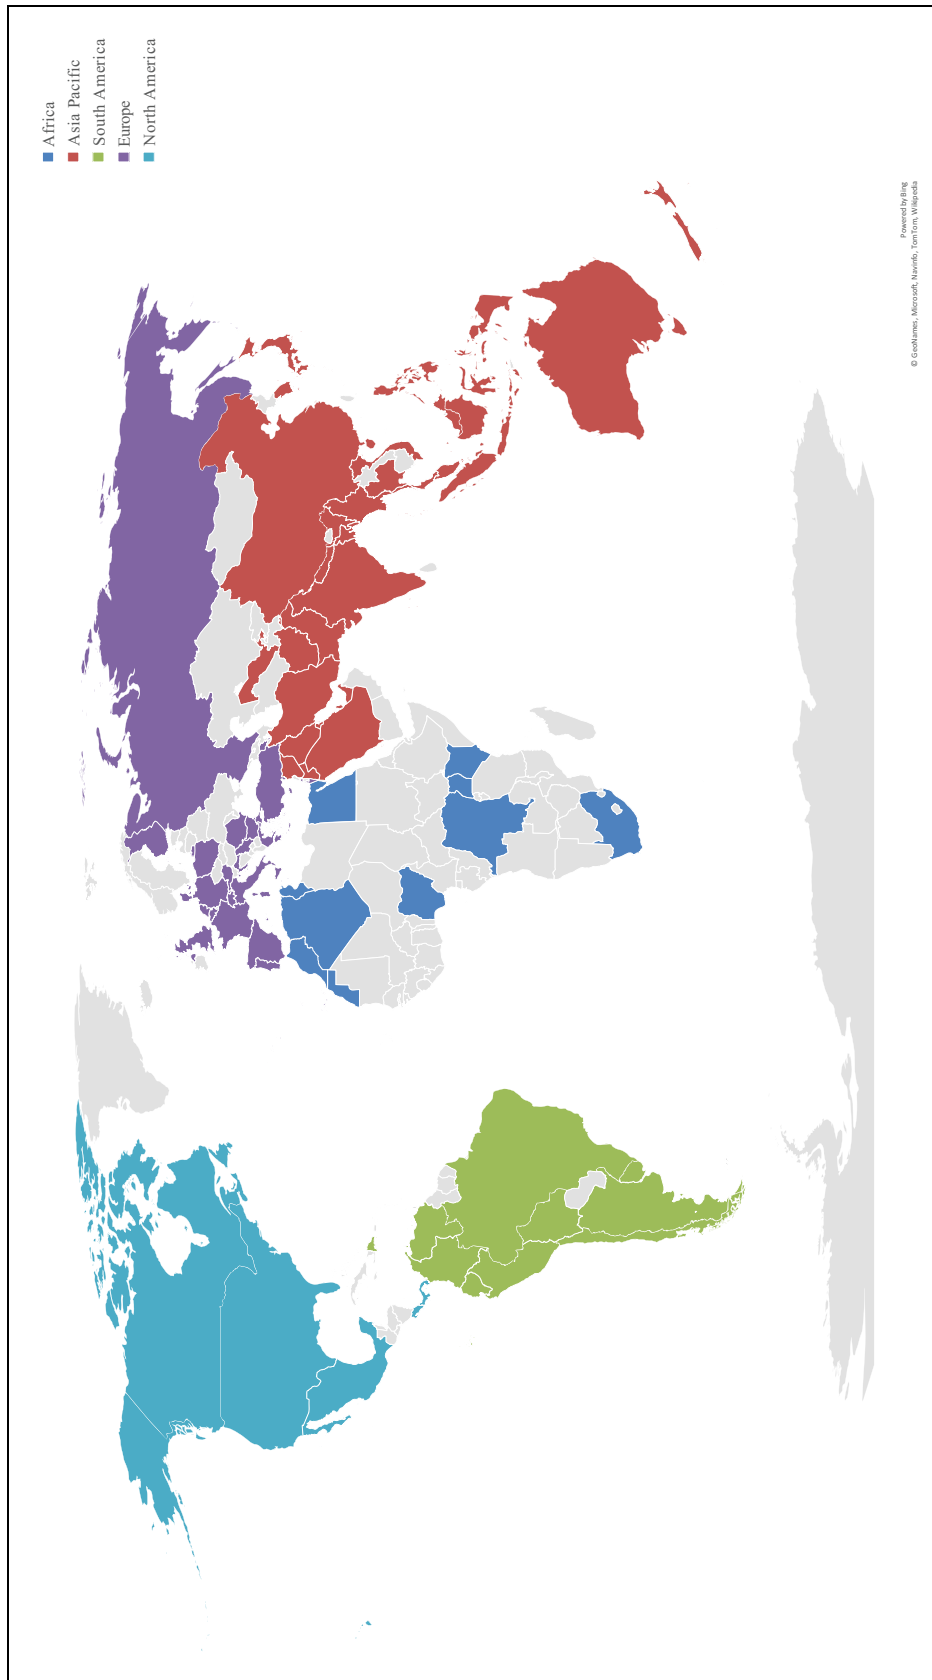 Africa
Asia Pacific
South America
Europe
North America
Powered by Bing
© GeoNames, Microsoft, Navinfo, TomTom, Wikipedia